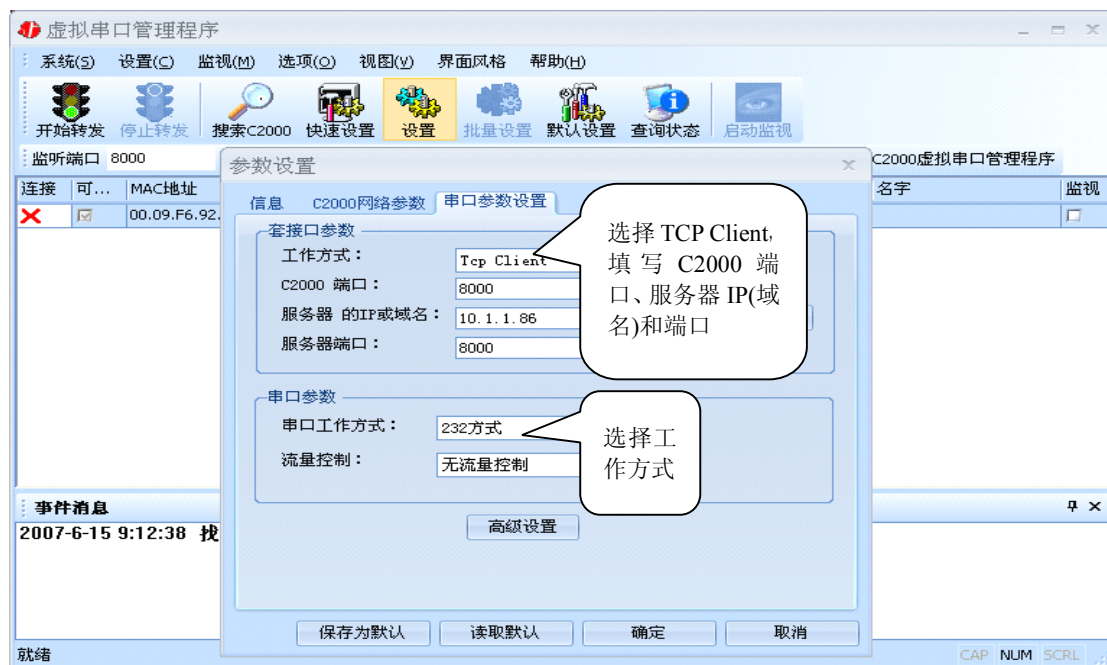 虚拟串口管理程序
系统(S) 设置(C) 监视(M) 选项(O) 视图(V) 界面风格 帮助(H)
开始转发 停止转发 搜索C2000 快速设置 设置 批量设置 默认设置 查询状态 启动监视
监听端口 8000
C2000虚拟串口管理程序
连接 可... MAC地址 名字 监视
00.09.F6.92.
参数设置
信息 C2000网络参数 串口参数设置
套接口参数
工作方式: Tcp Client
C2000 端口: 8000
服务器 的IP或域名: 10.1.1.86
服务器端口: 8000
选择 TCP Client,
填写 C2000 端
口、服务器 IP(域
名)和端口
串口参数
串口工作方式: 232方式
流量控制: 无流量控制
选择工
作方式
高级设置
保存为默认 读取默认 确定 取消
事件消息
2007-6-15 9:12:38 找
就绪 CAP NUM SCRL